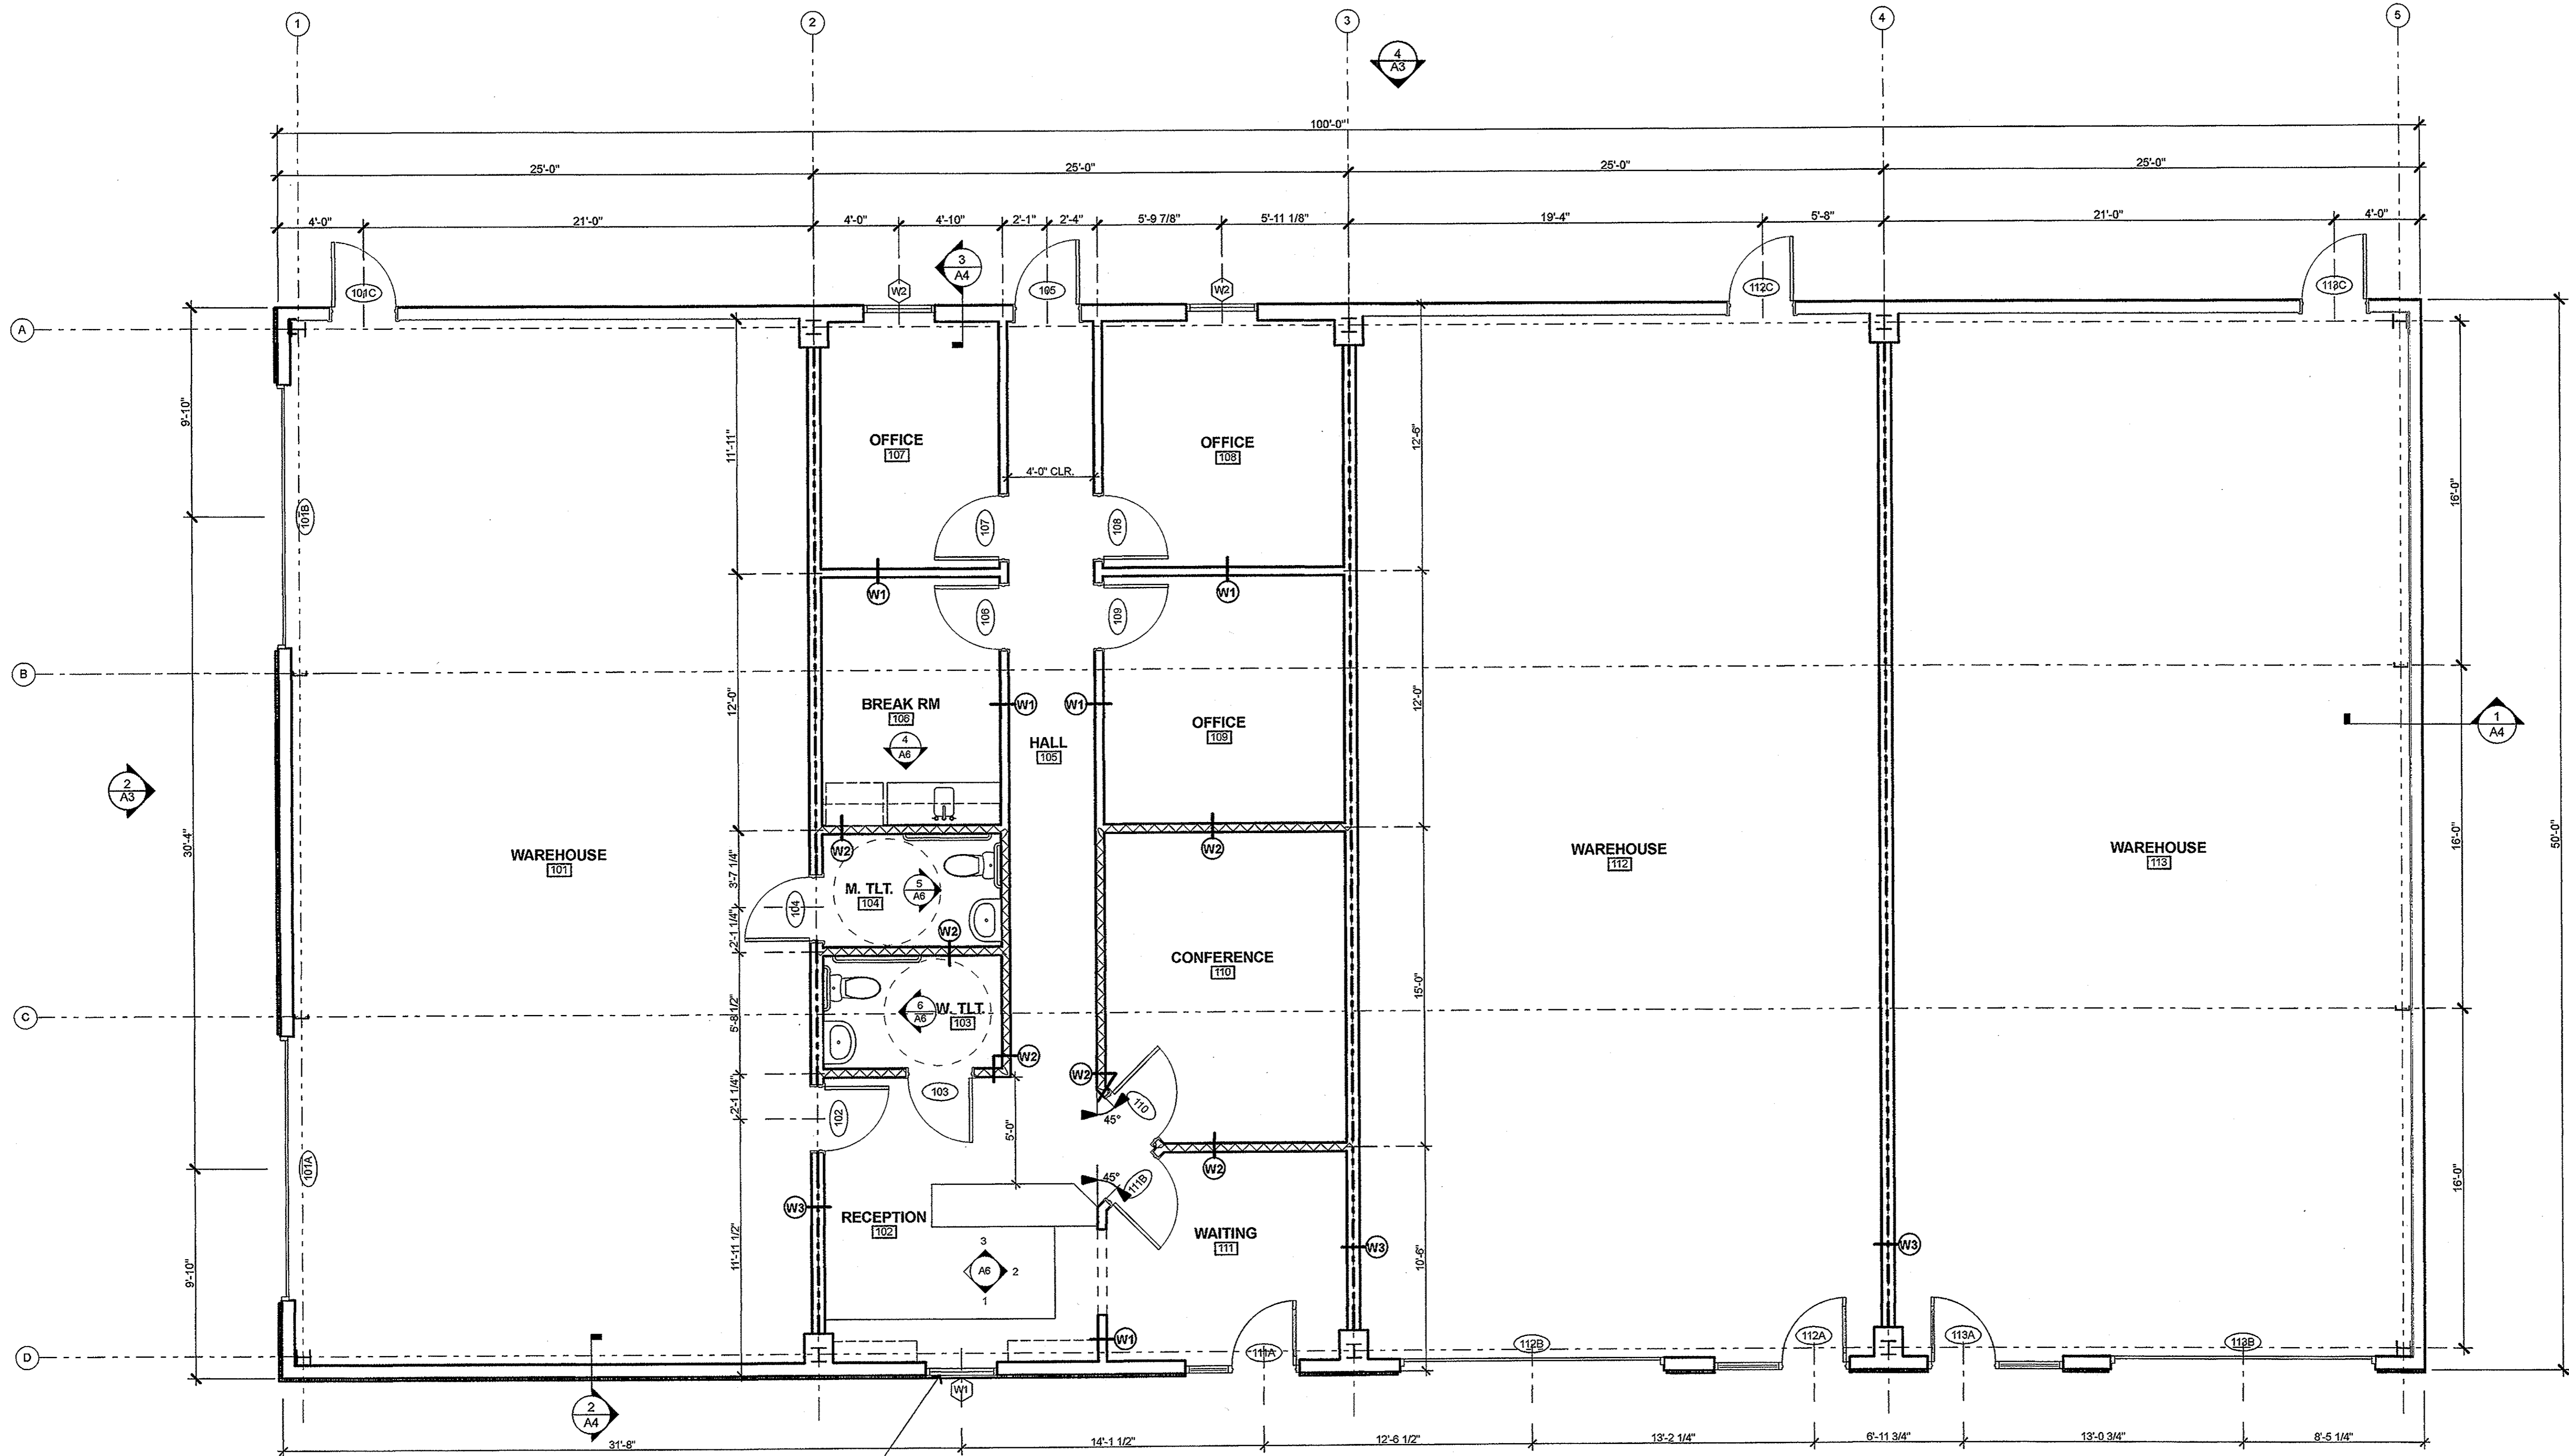 1
2
3
4
5
4
A3
100'-0"
25'-0"
25'-0"
25'-0"
25'-0"
4'-0"
21'-0"
4'-0"
4'-10"
2'-1"
2'-4"
5'-9 7/8"
5'-11 1/8"
19'-4"
5'-8"
21'-0"
4'-0"
3
A4
101C
W2
105
W2
112C
113C
A
9'-10"
11'-11"
OFFICE
107
OFFICE
108
12'-6"
4'-0" CLR.
16'-0"
101B
107
108
W1
W1
106
109
B
12'-0"
BREAK RM
106
W1
W1
OFFICE
109
12'-0"
4
A6
HALL
105
1
A4
2
A3
30'-4"
WAREHOUSE
101
W2
W2
WAREHOUSE
112
WAREHOUSE
113
16'-0"
50'-0"
3'-7 1/4"
M. TLT.
104
5
A6
104
2'-1 1/4"
W2
CONFERENCE
110
15'-0"
C
5'-8 1/2"
6
A6
W. TLT.
103
W2
W2
2'-1 1/4"
102
103
110
45°
5'-0"
W2
101A
45°
111B
16'-0"
W3
RECEPTION
102
WAITING
111
W3
W3
11'-11 1/2"
3
A6
2
1
10'-6"
9'-10"
W1
D
111A
112B
112A
113A
113B
W1
2
A4
31'-8"
14'-1 1/2"
12'-6 1/2"
13'-2 1/4"
6'-11 3/4"
13'-0 3/4"
8'-5 1/4"